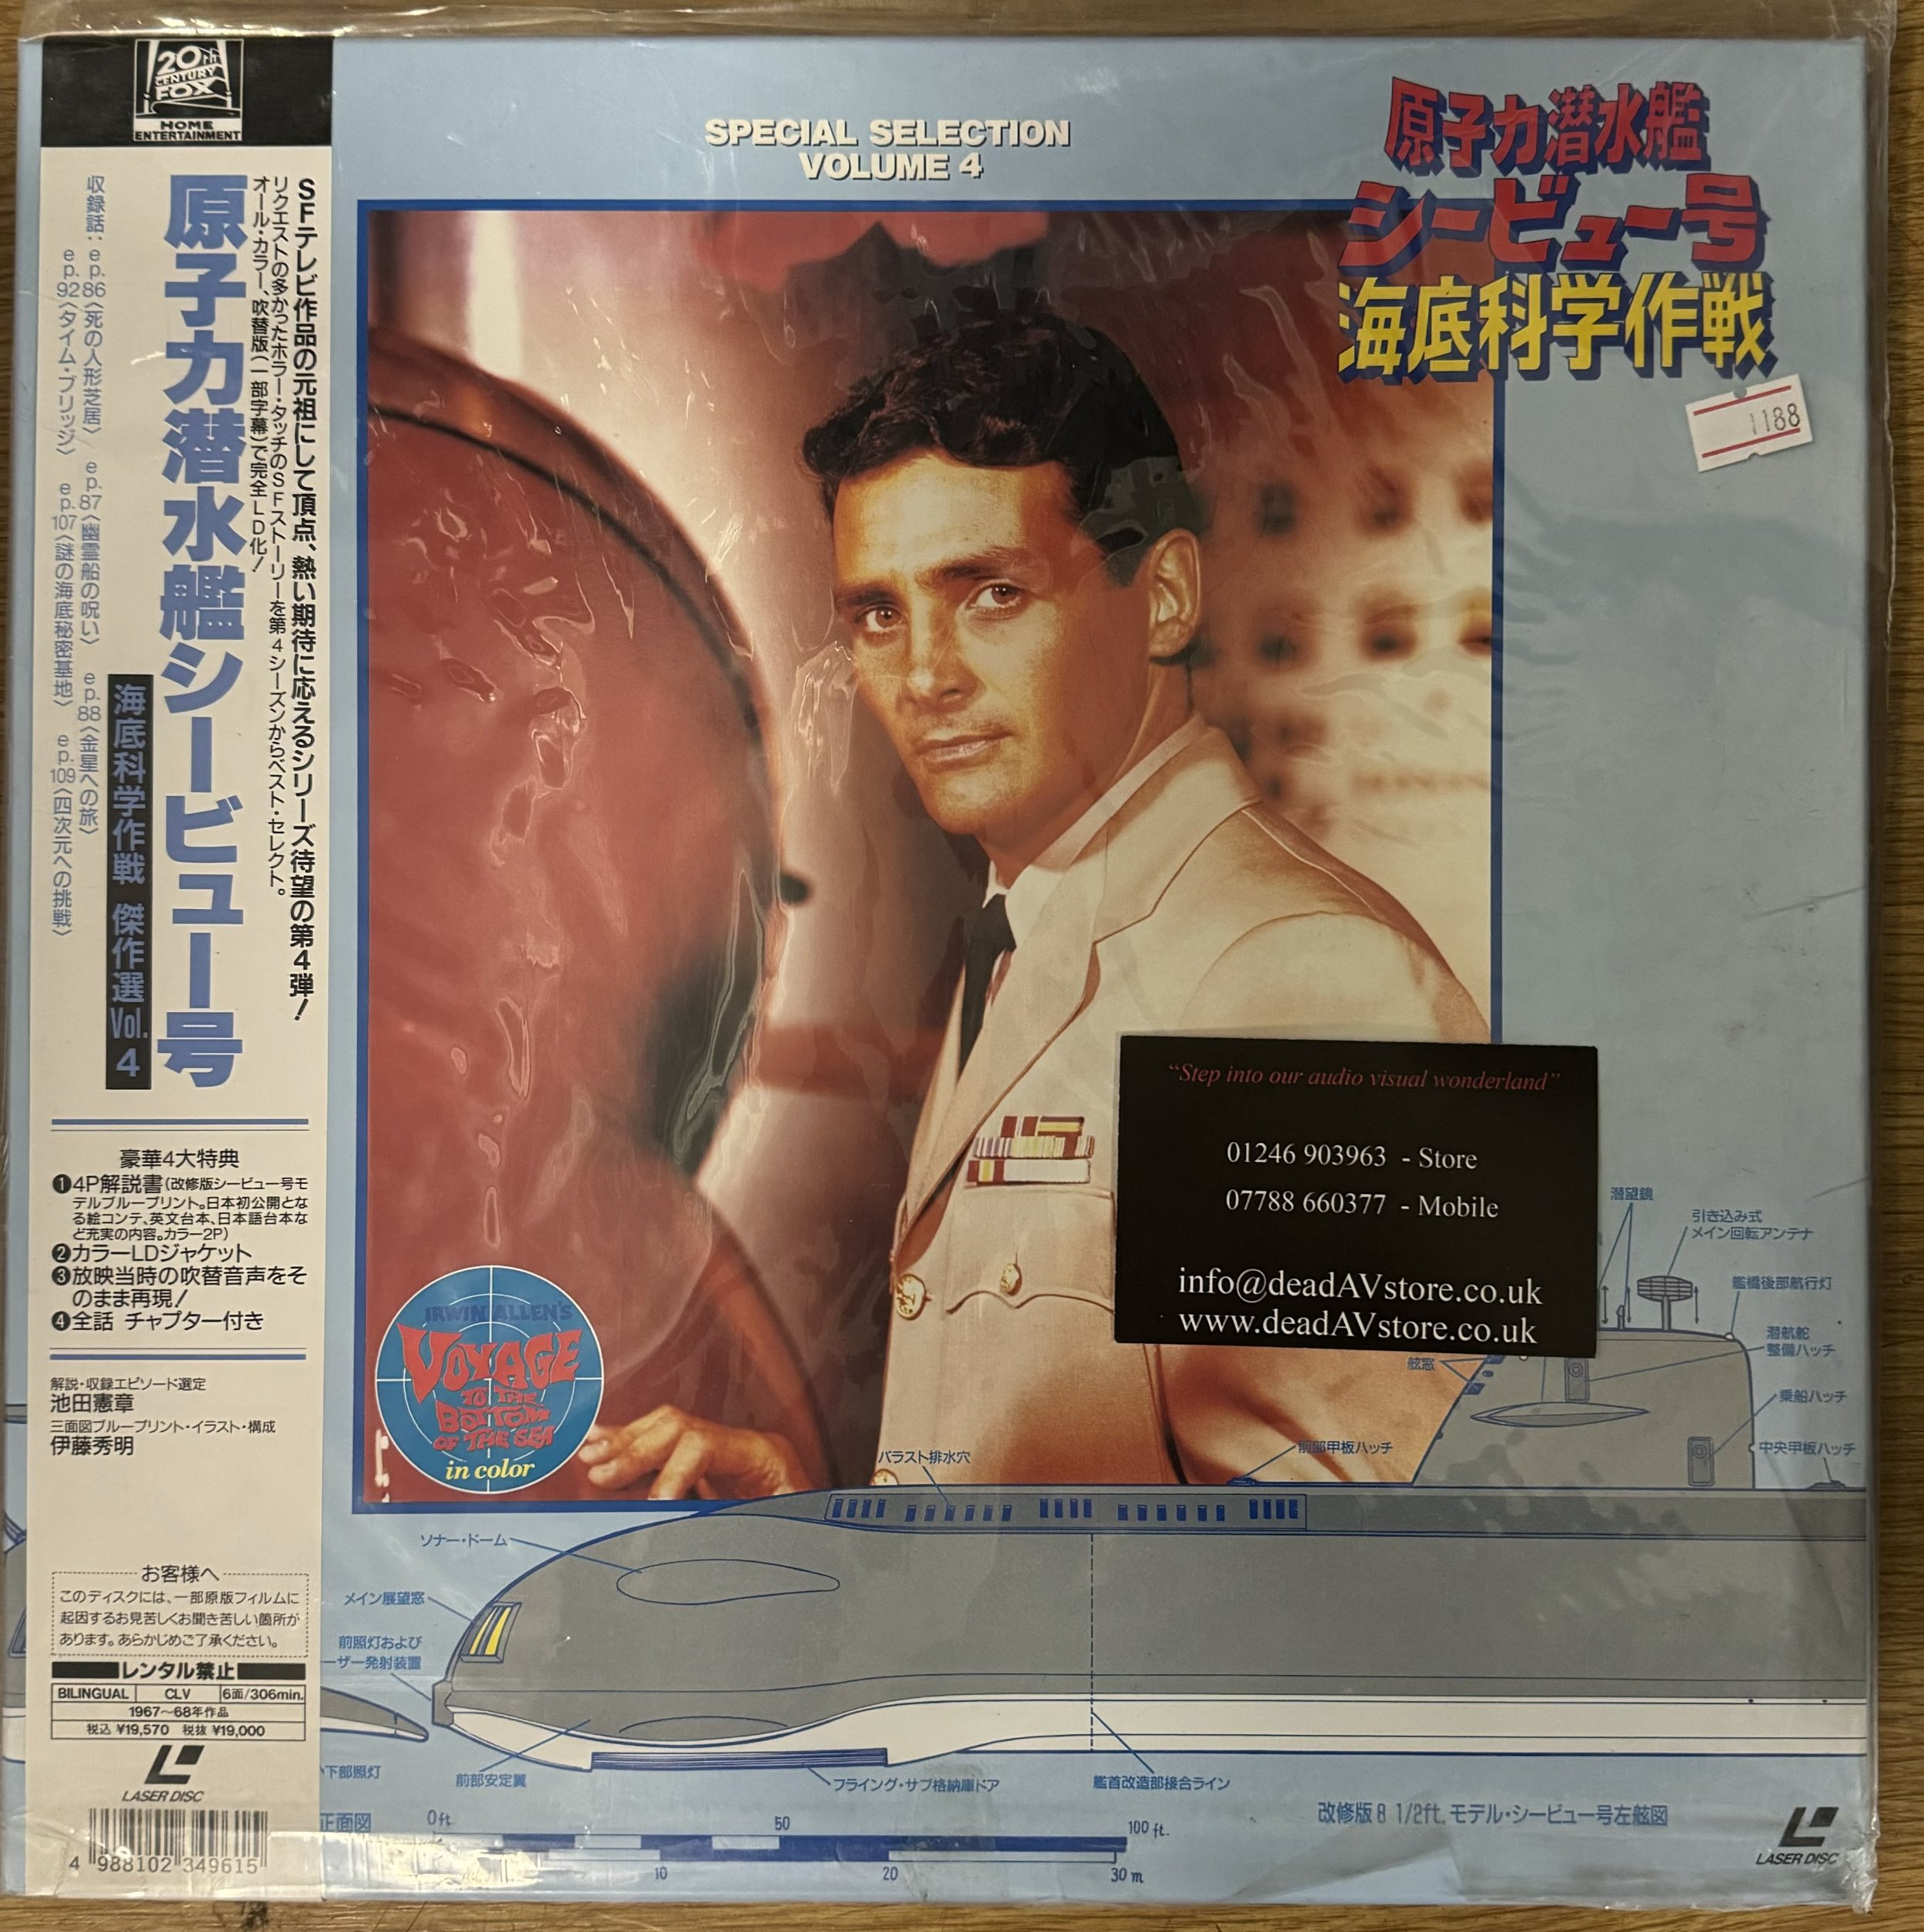 20th
CENTURY
FOX
HOME
ENTERTAINMENT
SFテレビ作品の元祖にして頂点、熱い期待に応えるシリーズ待望の第4弾!
リクエストの多かったホラー・タッチのSFストーリーを第4シーズンからベスト・セレクト。
オール・カラー、吹替版(一部字幕)で完全LD化!
原子力潜水艦シービュー号
海底科学作戦 傑作選 Vol.4
収録話: ep.86〈死の人形芝居〉 ep.87〈幽霊船の呪い〉 ep.88〈金星への旅〉
ep.92〈タイム・ブリッジ〉 ep.107〈謎の海底秘密基地〉 ep.109〈四次元への挑戦〉
豪華4大特典
❶4P解説書(改修版シービュー号モ
デルブループリント。日本初公開とな
る絵コンテ、英文台本、日本語台本な
ど充実の内容。カラー2P)
❷カラーLDジャケット
❸放映当時の吹替音声をそ
のまま再現!
❹全話 チャプター付き
解説・収録エピソード選定
池田憲章
三面図ブループリント・イラスト・構成
伊藤秀明
お客様へ
このディスクには、一部原版フィルムに
起因するお見苦しくお聞き苦しい箇所が
あります。あらかじめご了承ください。
レンタル禁止
BILINGUAL CLV 6面/306min.
1967〜68年作品
税込 ¥19,570 税抜 ¥19,000
LASER DISC
4 988102 349615
SPECIAL SELECTION
VOLUME 4
原子力潜水艦
シービュー号
海底科学作戦
1188
"Step into our audio visual wonderland"
01246 903963 - Store
07788 660377 - Mobile
info@deadAVstore.co.uk
www.deadAVstore.co.uk
IRWIN ALLEN'S
VOYAGE
TO THE
BOTTOM
OF THE SEA
in color
潜望鏡
引き込み式
メイン回転アンテナ
艦橋後部航行灯
潜航舵
整備ハッチ
舷窓
乗船ハッチ
中央甲板ハッチ
前部甲板ハッチ
バラスト排水穴
ソナー・ドーム
メイン展望窓
前照灯および
ーザー発射装置
下部照灯
前部安定翼
フライング・サブ格納庫ドア
艦首改造部接合ライン
正面図
0ft 50 100 ft.
10 20 30 m
改修版8 1/2ft. モデル・シービュー号左舷図
LASER DISC